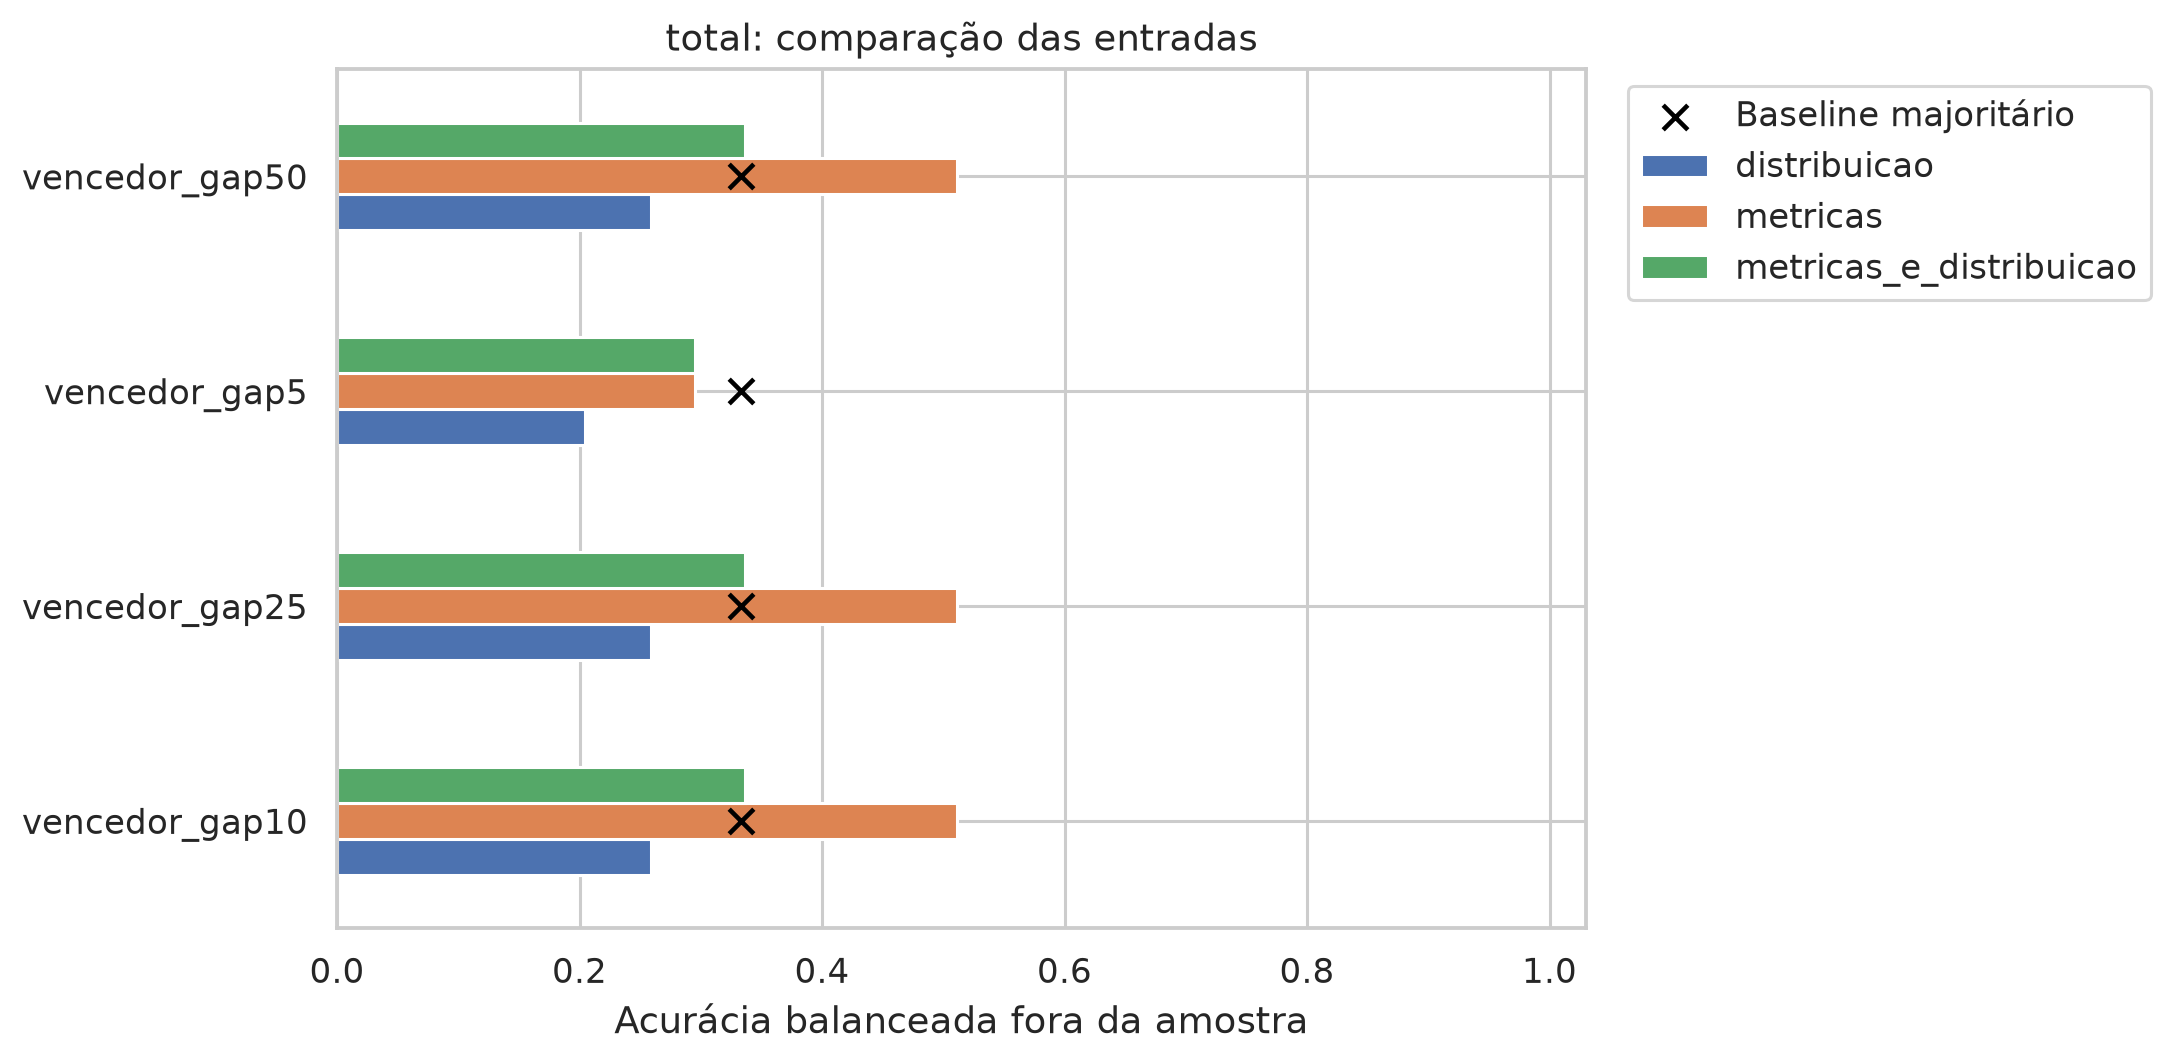 total: comparação das entradas
vencedor_gap50
vencedor_gap5
vencedor_gap25
vencedor_gap10
0.0 0.2 0.4 0.6 0.8 1.0
Acurácia balanceada fora da amostra
Baseline majoritário
distribuicao
metricas
metricas_e_distribuicao